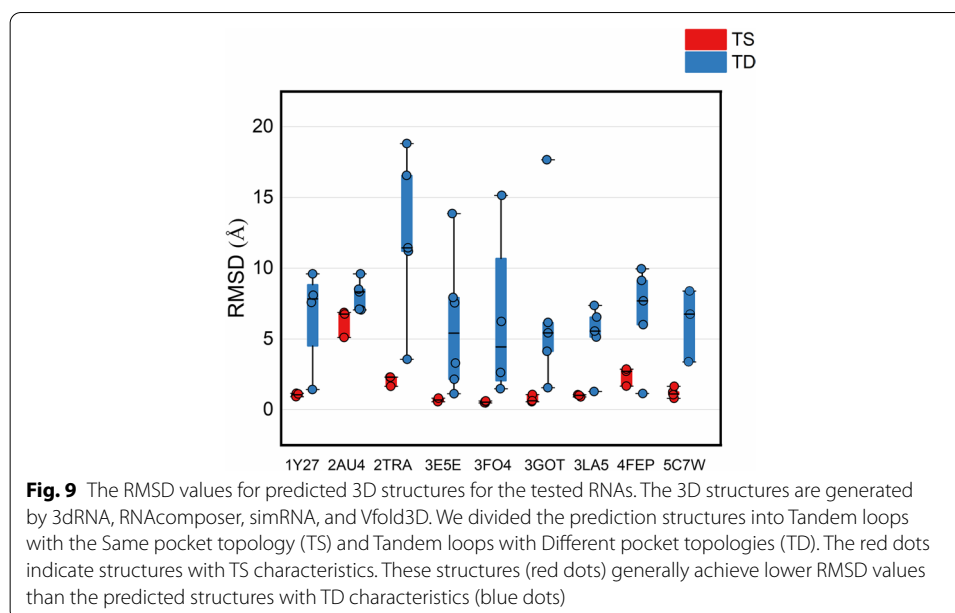 TS
TD
20
15
10
5
0
RMSD (Å)
1Y27 2AU4 2TRA 3E5E 3FO4 3GOT 3LA5 4FEP 5C7W
Fig. 9 The RMSD values for predicted 3D structures for the tested RNAs. The 3D structures are generated
by 3dRNA, RNAcomposer, simRNA, and Vfold3D. We divided the prediction structures into Tandem loops
with the Same pocket topology (TS) and Tandem loops with Different pocket topologies (TD). The red dots
indicate structures with TS characteristics. These structures (red dots) generally achieve lower RMSD values
than the predicted structures with TD characteristics (blue dots)